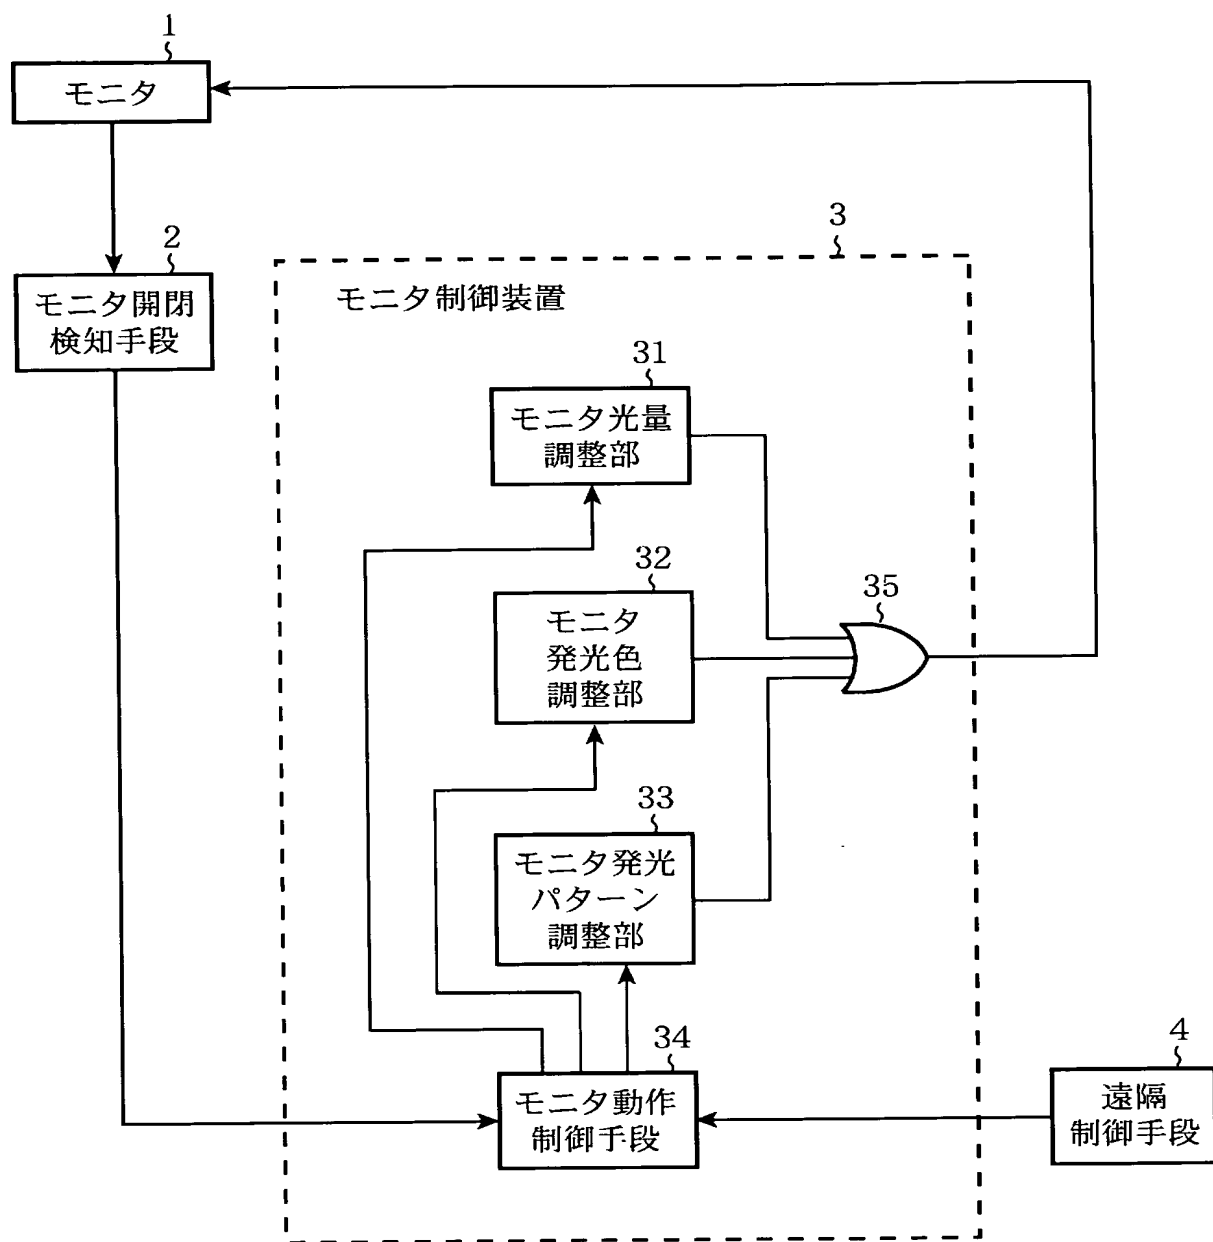 1
モニタ
2
モニタ開閉
検知手段
3
モニタ制御装置
31
モニタ光量
調整部
32
モニタ
発光色
調整部
35
33
モニタ発光
パターン
調整部
34
モニタ動作
制御手段
4
遠隔
制御手段